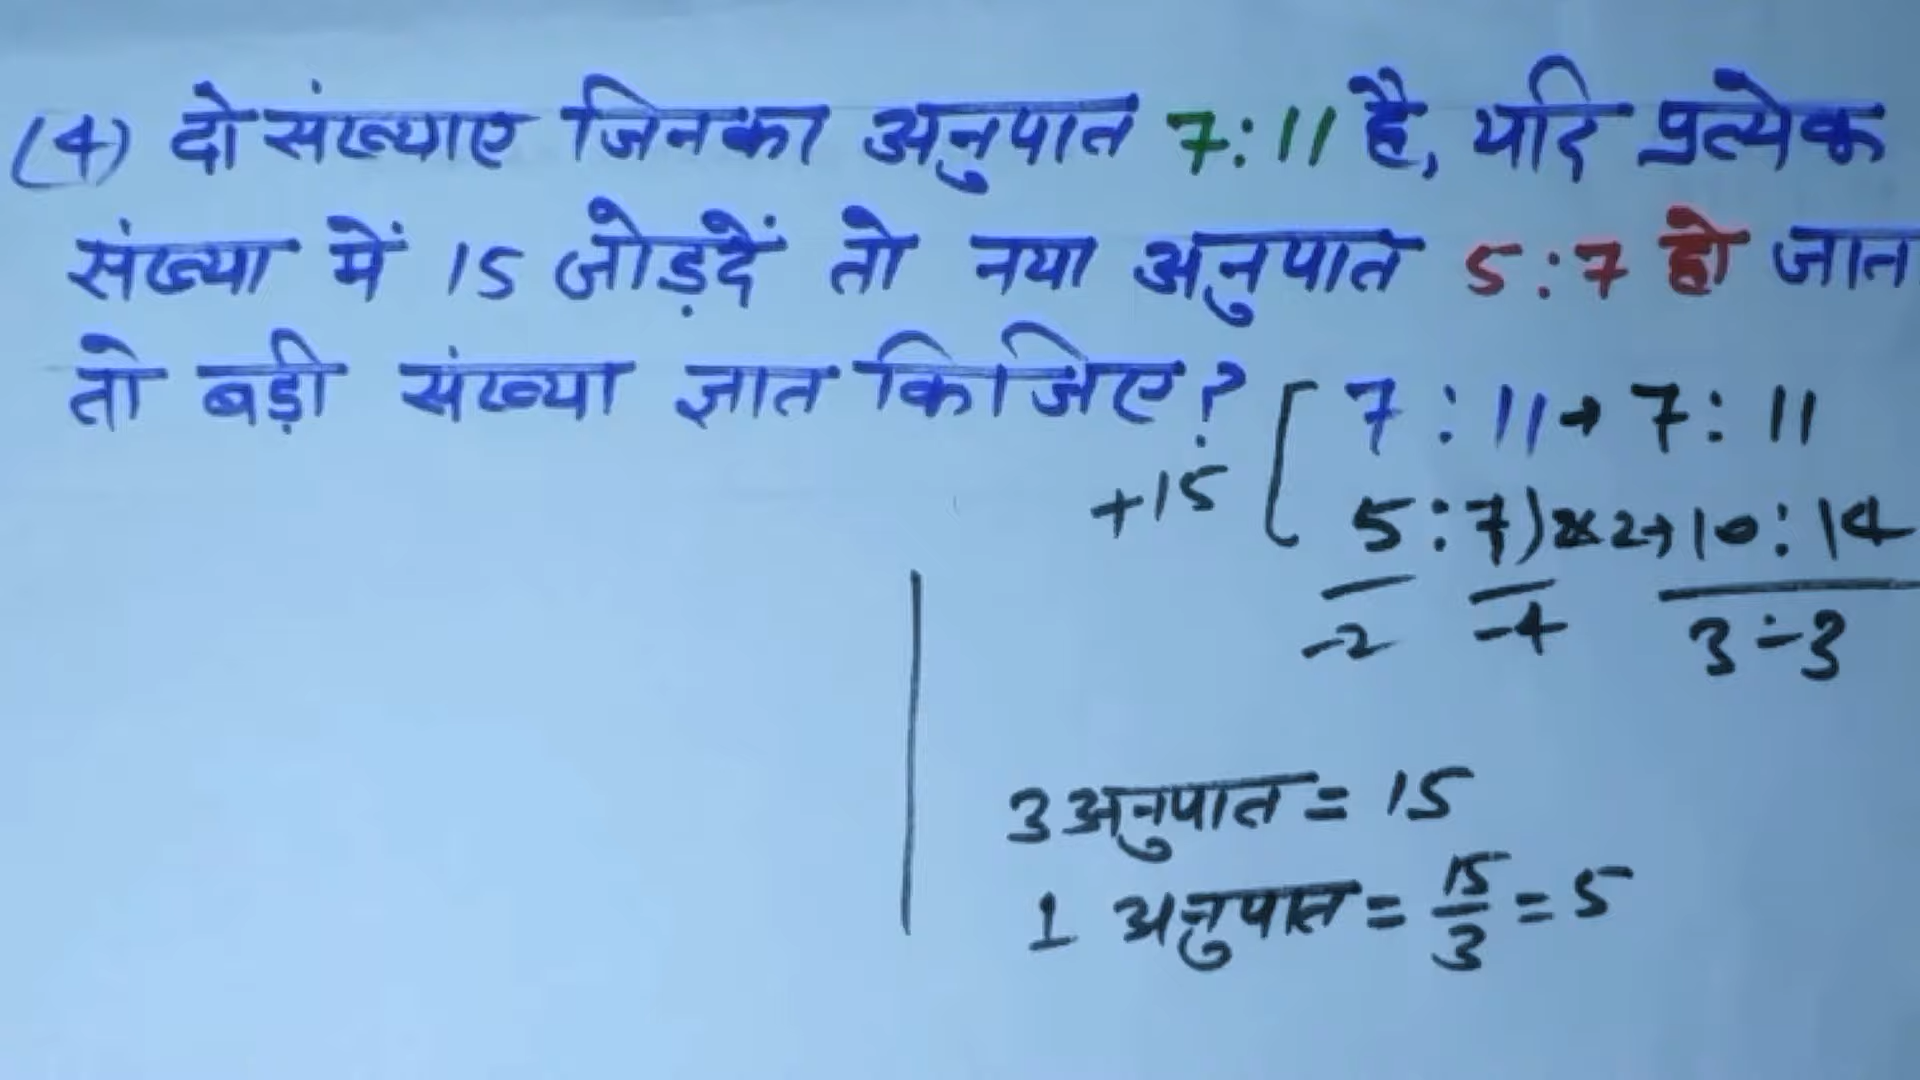 (4) दो संख्याए जिनका अनुपात 7:11 है, यदि प्रत्येक
संख्या में 15 जोड़दें तो नया अनुपात 5:7 हो जात
तो बड़ी संख्या ज्ञात किजिए?
7 : 11 → 7 : 11
+15
5 : 7) × 2 → 10 : 14
-2 -4 3 - 3
3 अनुपात = 15
1 अनुपात = 15/3 = 5